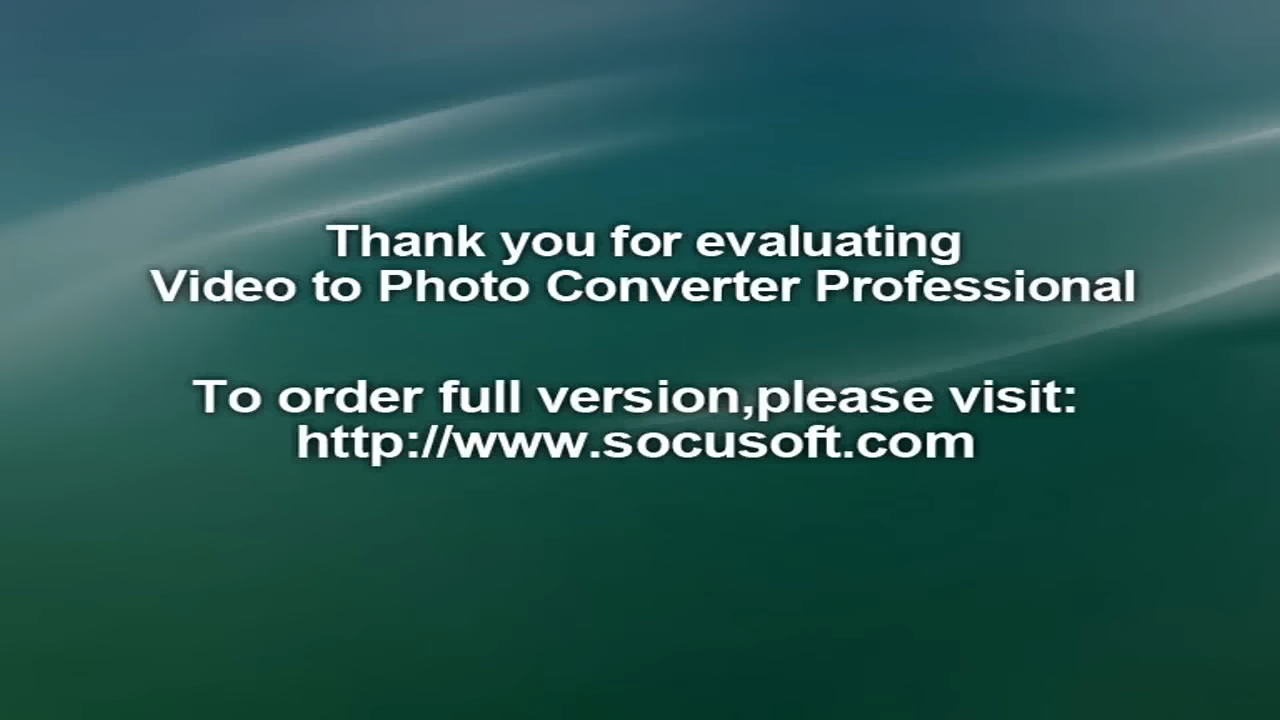 Thank you for evaluating
Video to Photo Converter Professional
To order full version,please visit:
http://www.socusoft.com